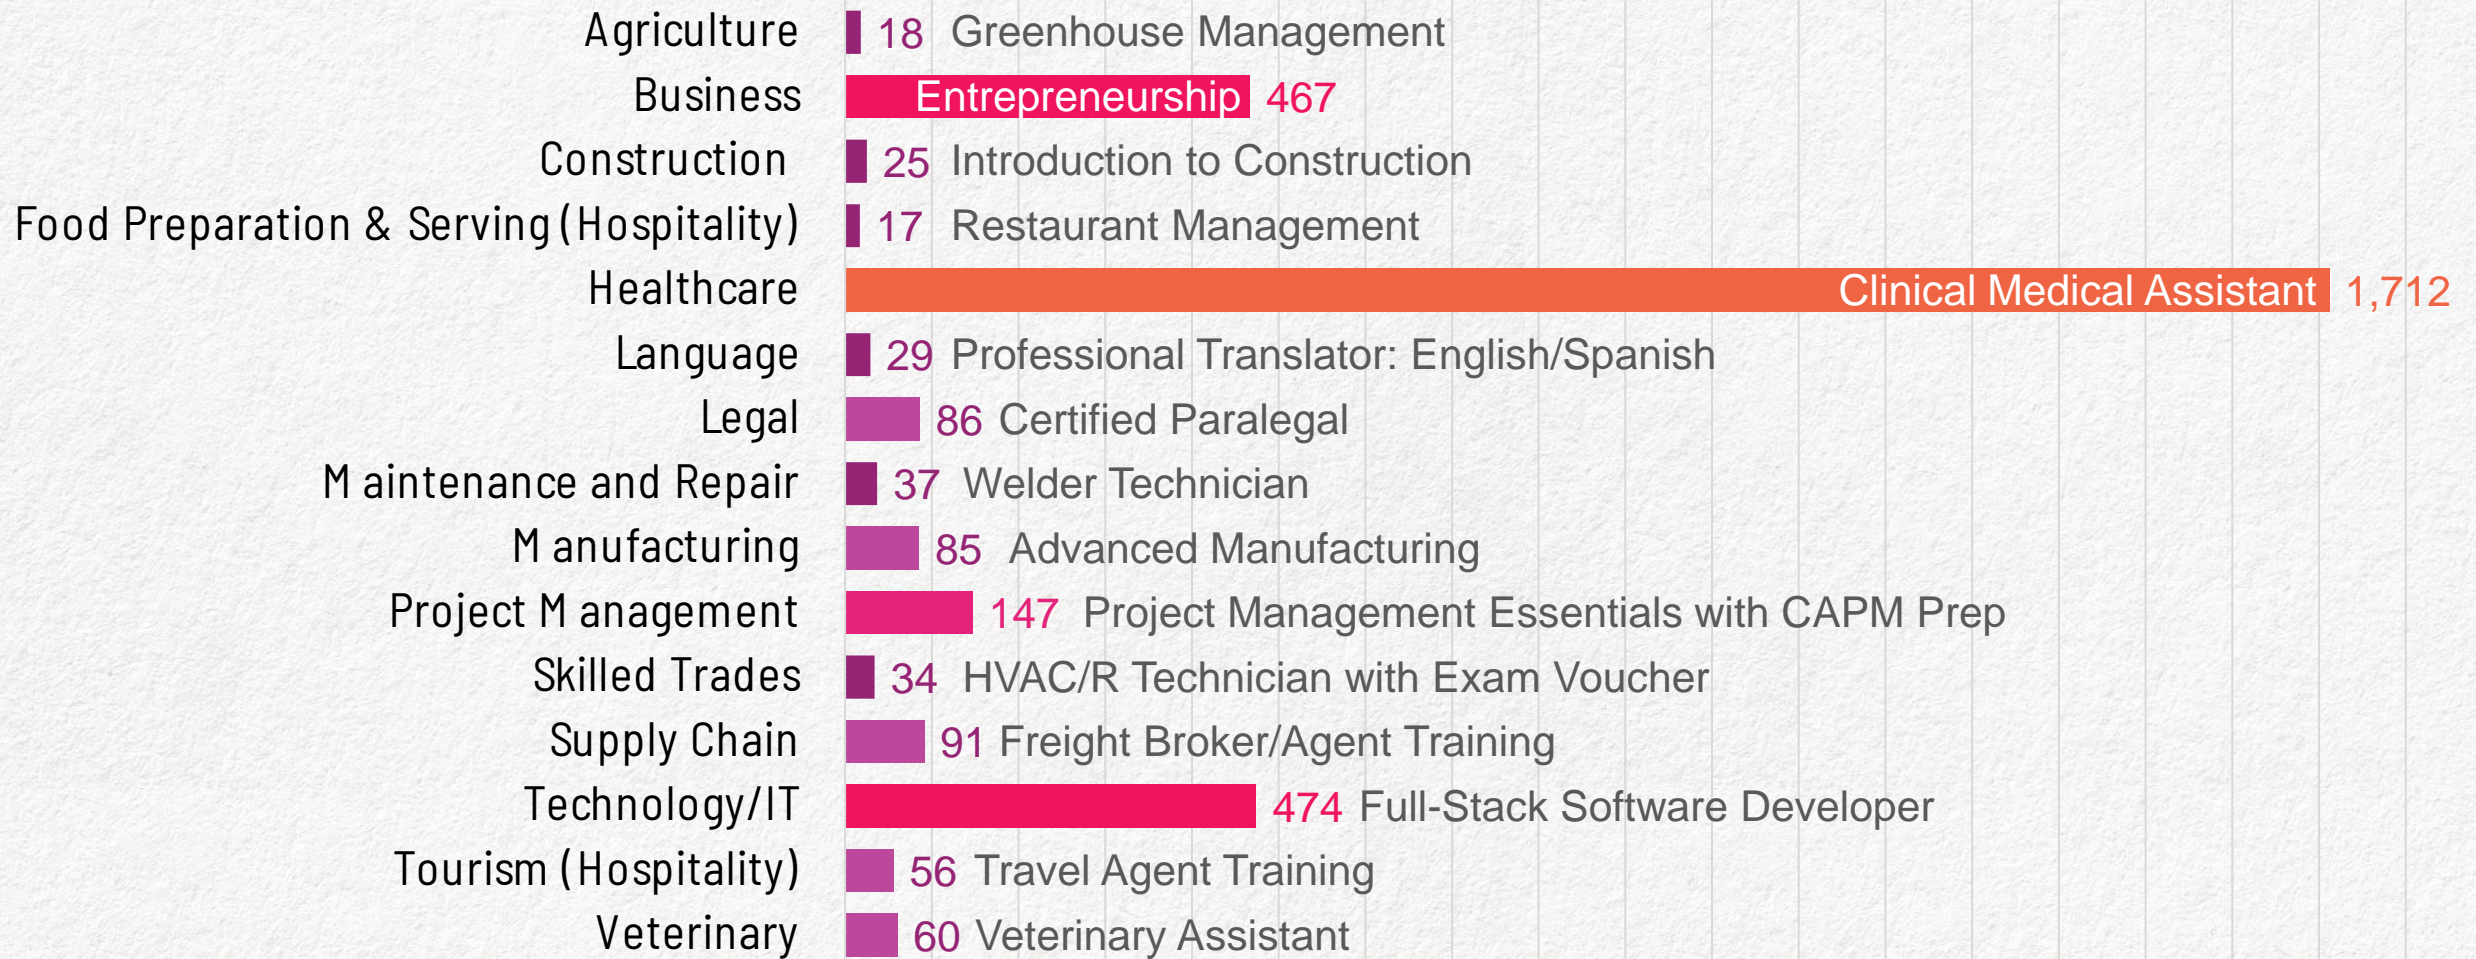 Agriculture 18 Greenhouse Management
Business Entrepreneurship 467
Construction 25 Introduction to Construction
Food Preparation & Serving (Hospitality) 17 Restaurant Management
Healthcare Clinical Medical Assistant 1,712
Language 29 Professional Translator: English/Spanish
Legal 86 Certified Paralegal
M aintenance and Repair 37 Welder Technician
M anufacturing 85 Advanced Manufacturing
Project M anagement 147 Project Management Essentials with CAPM Prep
Skilled Trades 34 HVAC/R Technician with Exam Voucher
Supply Chain 91 Freight Broker/Agent Training
Technology/IT 474 Full-Stack Software Developer
Tourism (Hospitality) 56 Travel Agent Training
Veterinary 60 Veterinary Assistant